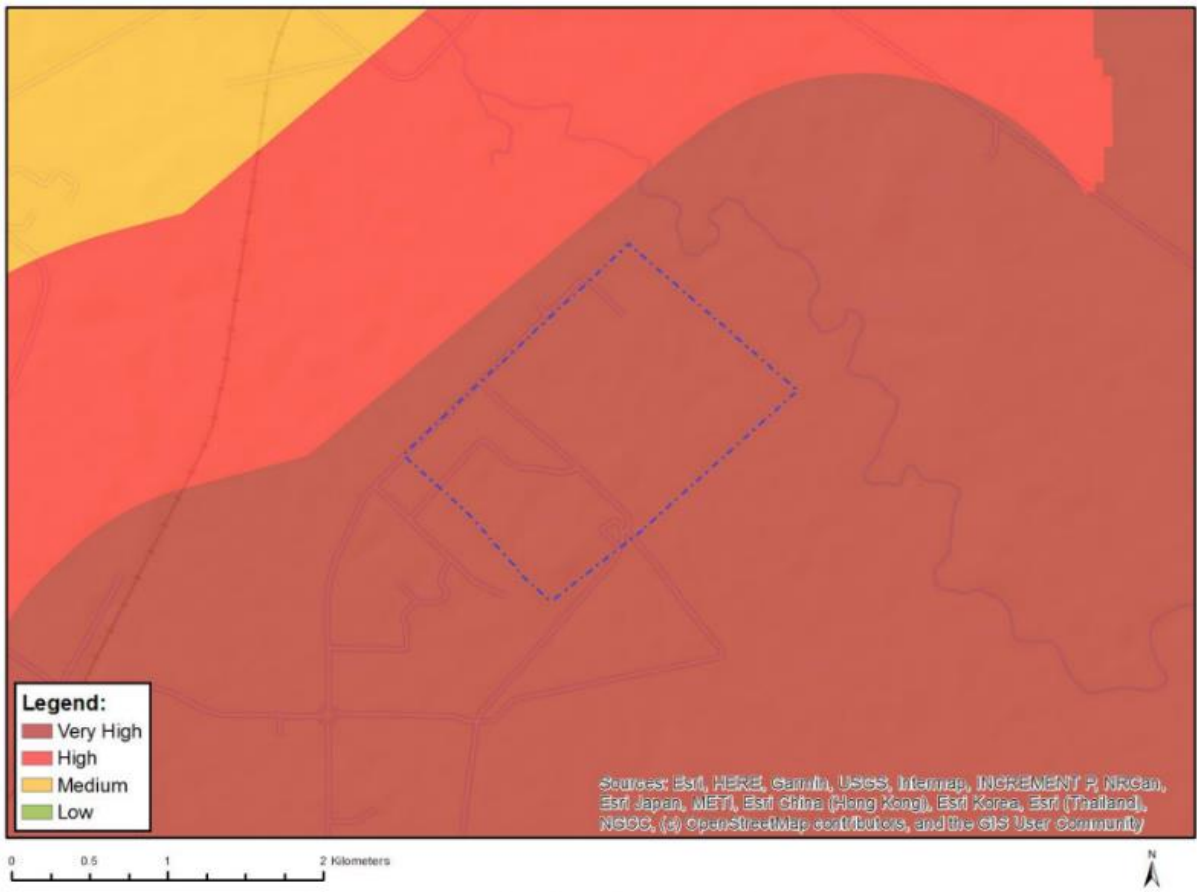 Legend:
Very High
High
Medium
Low
Sources: Esri, HERE, Garmin, USGS, Intermap, INCREMENT P, NRCan,
Esri Japan, METI, Esri China (Hong Kong), Esri Korea, Esri (Thailand),
NGCC, (c) OpenStreetMap contributors, and the GIS User Community
0 0.5 1 2 Kilometers
N